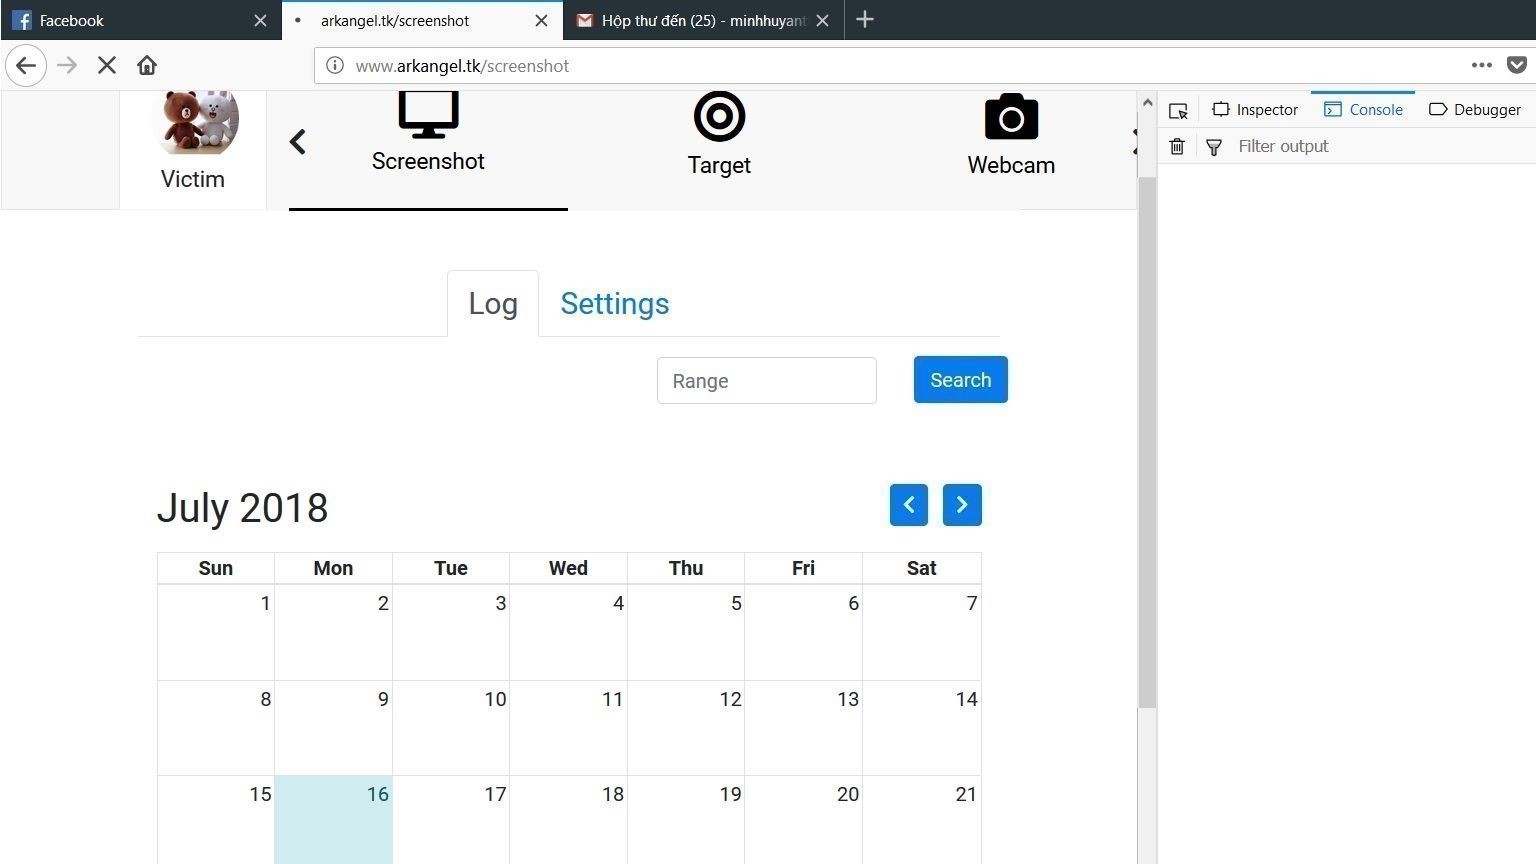 Facebook
arkangel.tk/screenshot
Hộp thư đến (25) - minhhuyant
www.arkangel.tk/screenshot
Inspector
Console
Debugger
Filter output
Victim
Screenshot
Target
Webcam
Log
Settings
Range
Search
July 2018
Sun Mon Tue Wed Thu Fri Sat
1 2 3 4 5 6 7
8 9 10 11 12 13 14
15 16 17 18 19 20 21